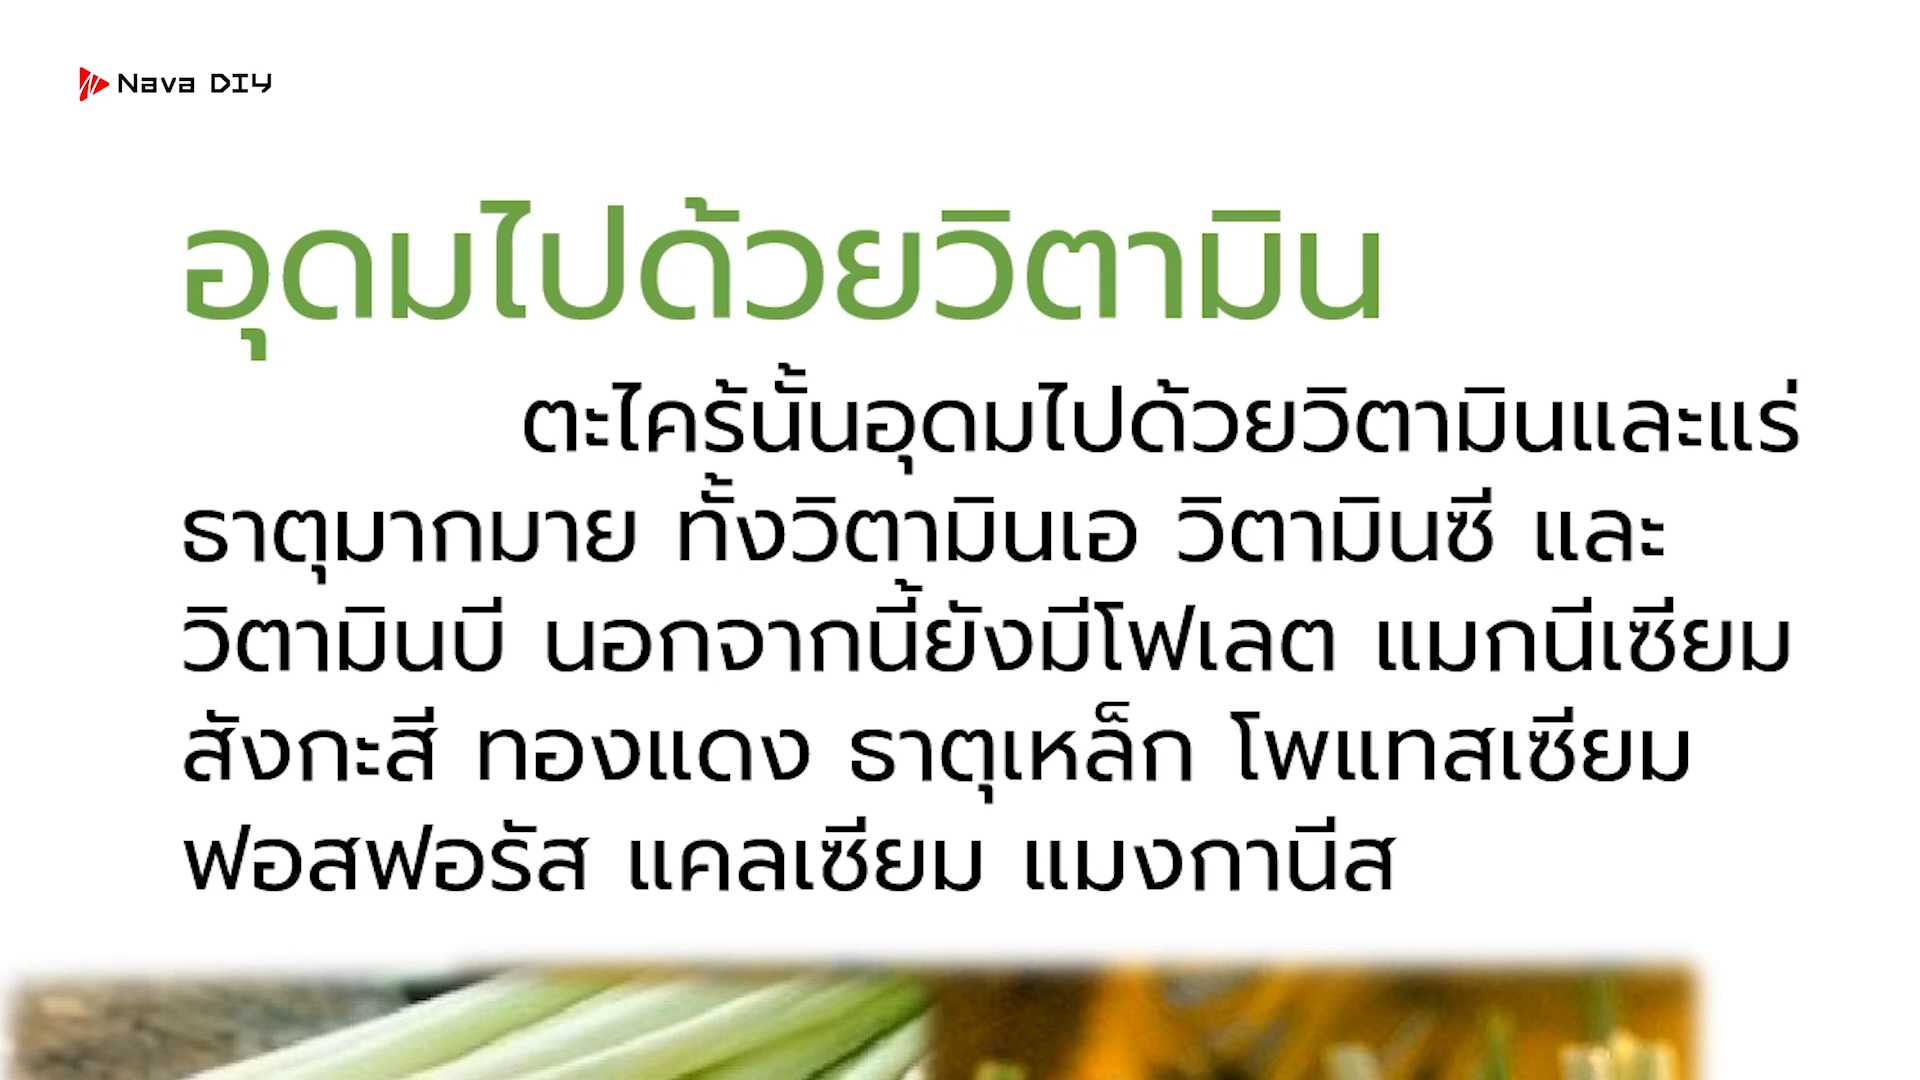 Nava DIY
อุดมไปด้วยวิตามิน
ตะไคร้นั้นอุดมไปด้วยวิตามินและแร่
ธาตุมากมาย ทั้งวิตามินเอ วิตามินซี และ
วิตามินบี นอกจากนี้ยังมีโฟเลต แมกนีเซียม
สังกะสี ทองแดง ธาตุเหล็ก โพแทสเซียม
ฟอสฟอรัส แคลเซียม แมงกานีส